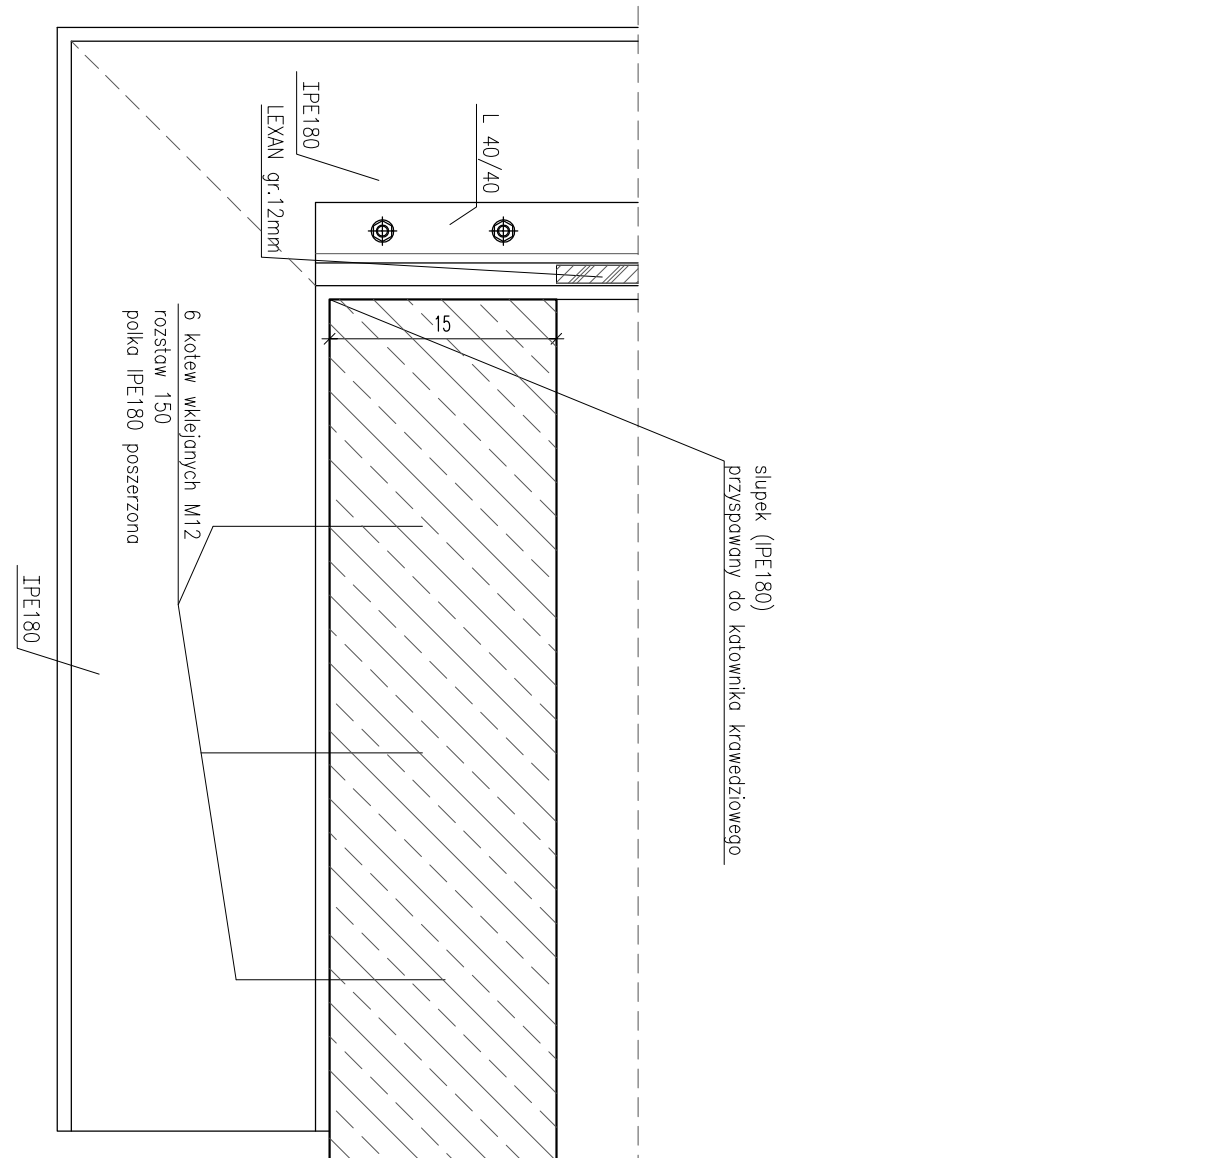 IPE180
LEXAN gr.12mm
L 40/40
15
slupek (IPE180)
przyspawany do katownika krawedziowego
6 kotew wklejanych M12
rozstaw 150
polka IPE180 poszerzona
IPE180